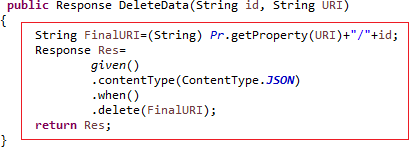 public Response DeleteData(String id, String URI)
{
String FinalURI=(String) Pr.getProperty(URI)+"/"+id;
Response Res=
given()
.contentType(ContentType.JSON)
.when()
.delete(FinalURI);
return Res;
}